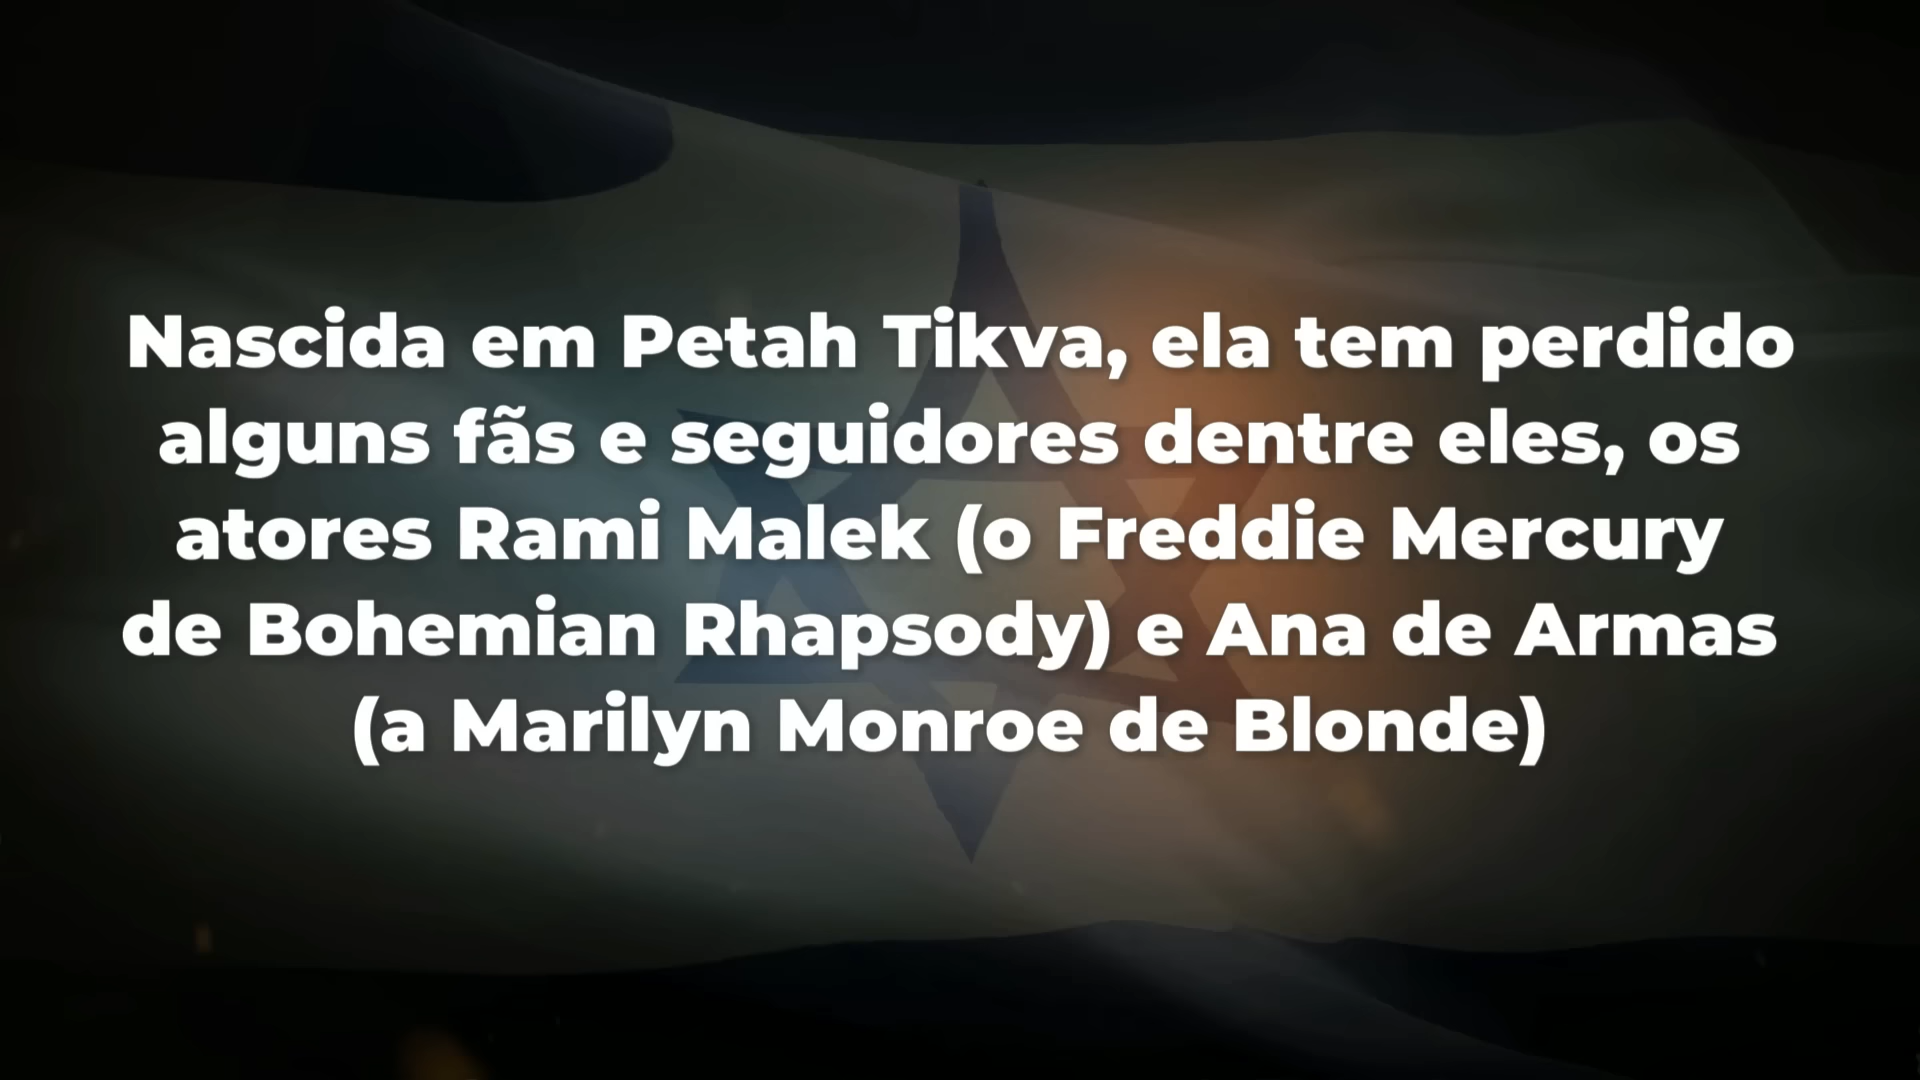 Nascida em Petah Tikva, ela tem perdido
alguns fãs e seguidores dentre eles, os
atores Rami Malek (o Freddie Mercury
de Bohemian Rhapsody) e Ana de Armas
(a Marilyn Monroe de Blonde)